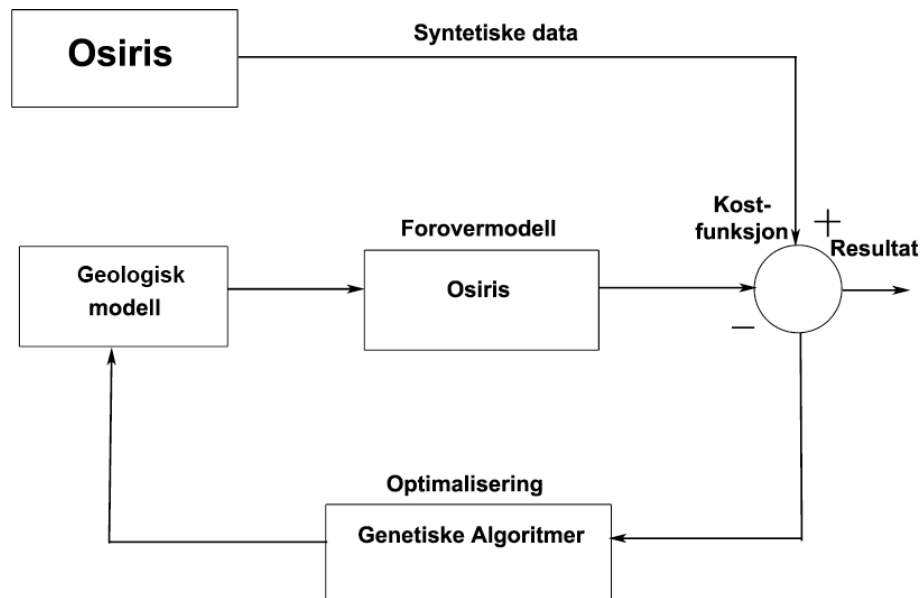 Syntetiske data
Osiris
Kost-
funksjon
+
Resultat
Forovermodell
Geologisk
modell
Osiris
−
Optimalisering
Genetiske Algoritmer